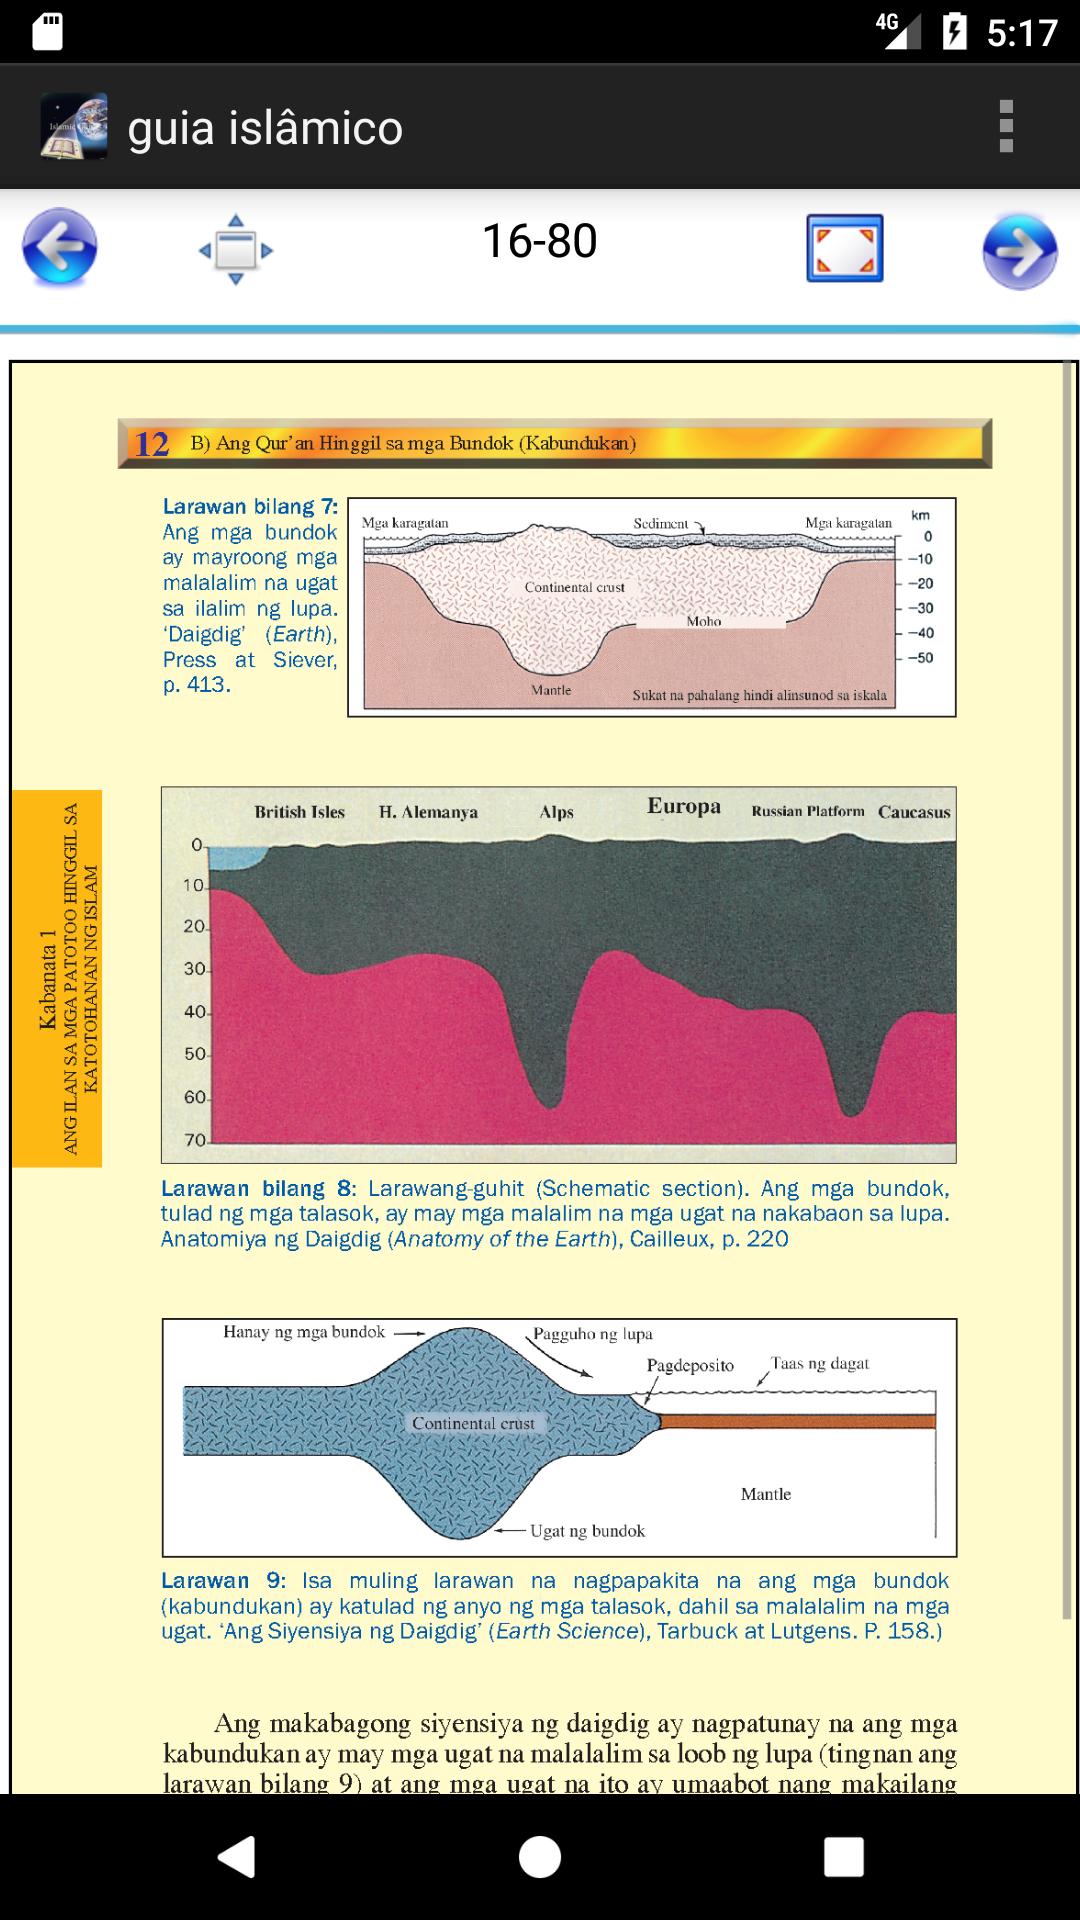 4G 5:17
Islamic
guia islâmico
16-80
12 B) Ang Qur'an Hinggil sa mga Bundok (Kabundukan)
Larawan bilang 7:
Ang mga bundok
ay mayroong mga
malalalim na ugat
sa ilalim ng lupa.
‘Daigdig’ (Earth),
Press at Siever,
p. 413.
Mga karagatan
Sediment
Mga karagatan
km
0
−10
−20
−30
−40
−50
Continental crust
Moho
Mantle
Sukat na pahalang hindi alinsunod sa iskala
Kabanata 1
ANG ILAN SA MGA PATOTOO HINGGIL SA
KATOTOHANAN NG ISLAM
British Isles H. Alemanya Alps Europa Russian Platform Caucasus
0
10
20
30
40
50
60
70
Larawan bilang 8: Larawang-guhit (Schematic section). Ang mga bundok,
tulad ng mga talasok, ay may mga malalim na mga ugat na nakabaon sa lupa.
Anatomiya ng Daigdig (Anatomy of the Earth), Cailleux, p. 220
Hanay ng mga bundok
Pagguho ng lupa
Pagdeposito
Taas ng dagat
Continental crust
Mantle
Ugat ng bundok
Larawan 9: Isa muling larawan na nagpapakita na ang mga bundok
(kabundukan) ay katulad ng anyo ng mga talasok, dahil sa malalalim na mga
ugat. ‘Ang Siyensiya ng Daigdig’ (Earth Science), Tarbuck at Lutgens. P. 158.)
Ang makabagong siyensiya ng daigdig ay nagpatunay na ang mga
kabundukan ay may mga ugat na malalalim sa loob ng lupa (tingnan ang
larawan bilang 9) at ang mga ugat na ito ay umaabot nang makailang